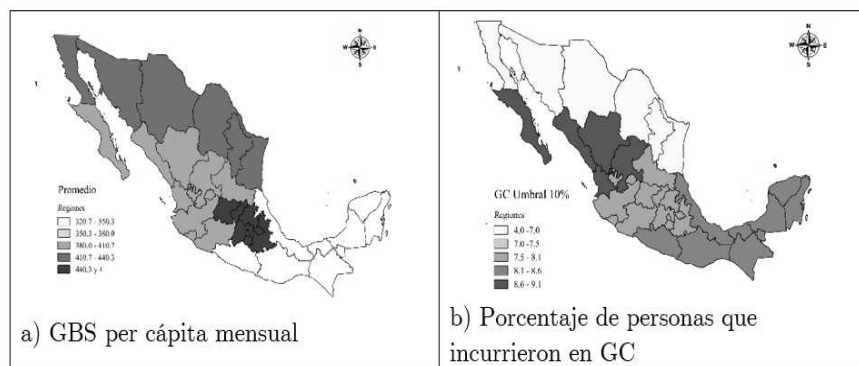 N
W E
S
Promedio
Regiones
320.7 - 350.3
350.3 - 380.0
380.0 - 410.7
410.7 - 440.3
440.3 y +
a) GBS per cápita mensual
N
W E
S
GC Umbral 10%
Regiones
4.0 - 7.0
7.0 - 7.5
7.5 - 8.1
8.1 - 8.6
8.6 - 9.1
b) Porcentaje de personas que
incurrieron en GC